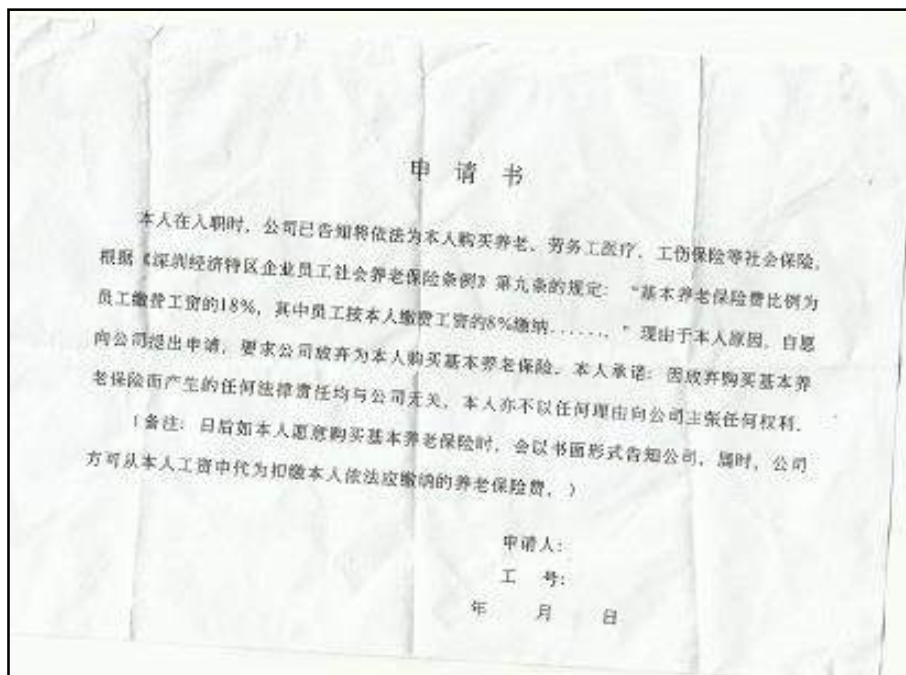 申 请 书
本人在入职时，公司已告知将依法为本人购买养老、劳务工医疗、工伤保险等社会保险，
根据《深圳经济特区企业员工社会养老保险条例》第九条的规定：“基本养老保险费比例为
员工缴费工资的18%，其中员工按本人缴费工资的8%缴纳......，”现由于本人原因，自愿
向公司提出申请，要求公司放弃为本人购买基本养老保险。本人承诺：因放弃购买基本养
老保险而产生的任何法律责任均与公司无关，本人亦不以任何理由向公司主张任何权利。
（备注：日后如本人愿意购买基本养老保险时，会以书面形式告知公司，届时，公司
方可从本人工资中代为扣缴本人依法应缴纳的养老保险费。）
申请人：
工 号：
年 月 日